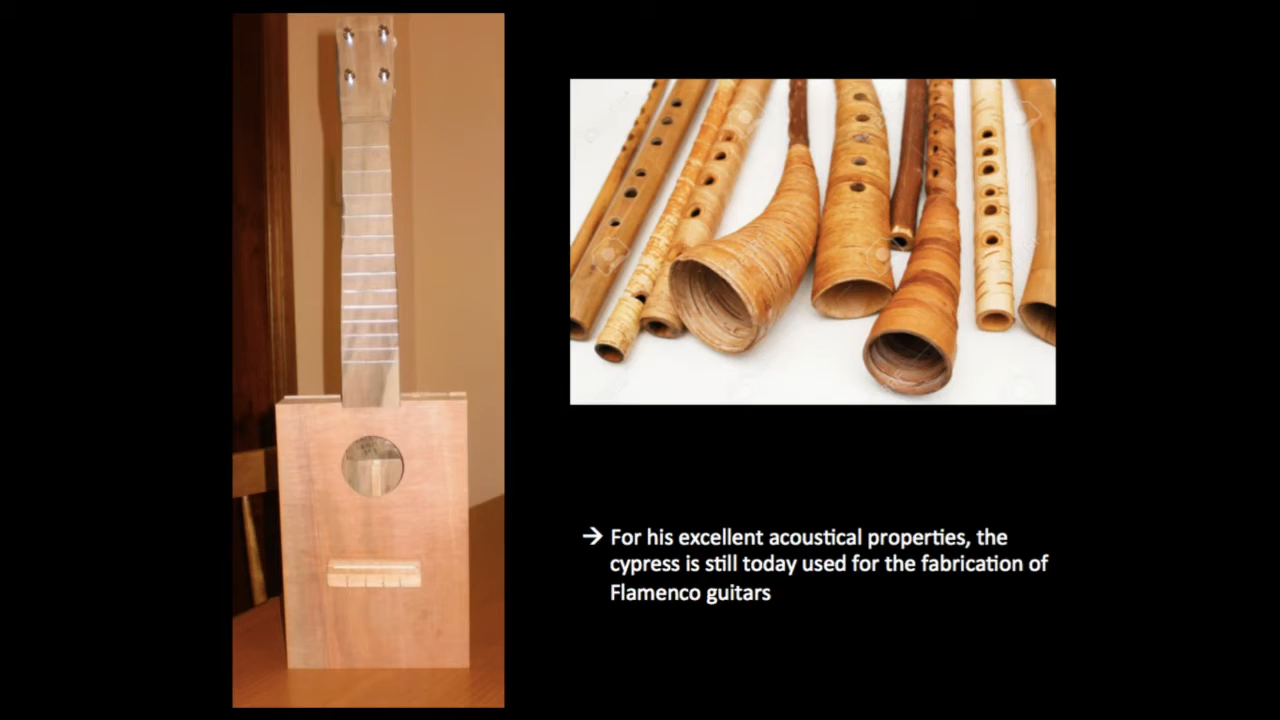 → For his excellent acoustical properties, the
cypress is still today used for the fabrication of
Flamenco guitars